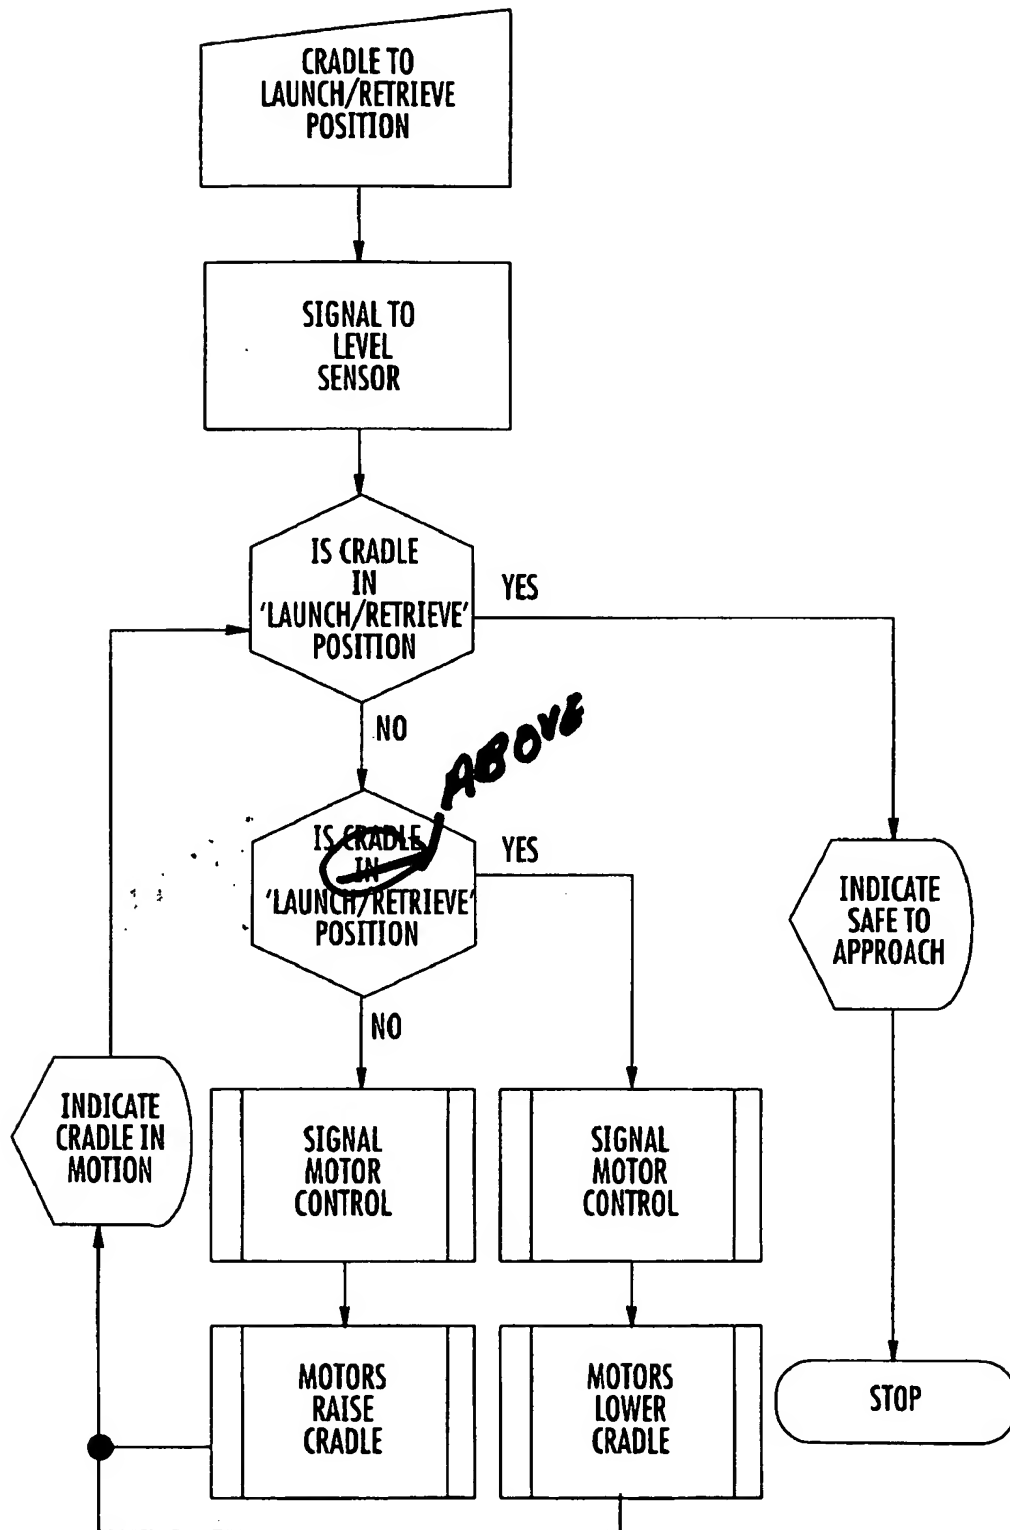 CRADLE TO
LAUNCH/RETRIEVE
POSITION
SIGNAL TO
LEVEL
SENSOR
IS CRADLE
IN
'LAUNCH/RETRIEVE'
POSITION
YES
NO
ABOVE
IS CRADLE
IN
'LAUNCH/RETRIEVE'
POSITION
YES
NO
INDICATE
SAFE TO
APPROACH
INDICATE
CRADLE IN
MOTION
SIGNAL
MOTOR
CONTROL
SIGNAL
MOTOR
CONTROL
MOTORS
RAISE
CRADLE
MOTORS
LOWER
CRADLE
STOP